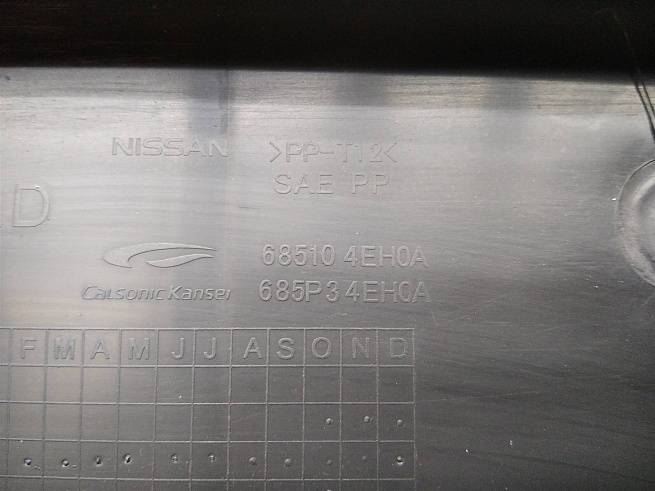 NISSAN >PP-T12<
SAE PP
D
68510 4EH0A
CalsonicKansei 685P3 4EH0A
F M A M J J A S O N D